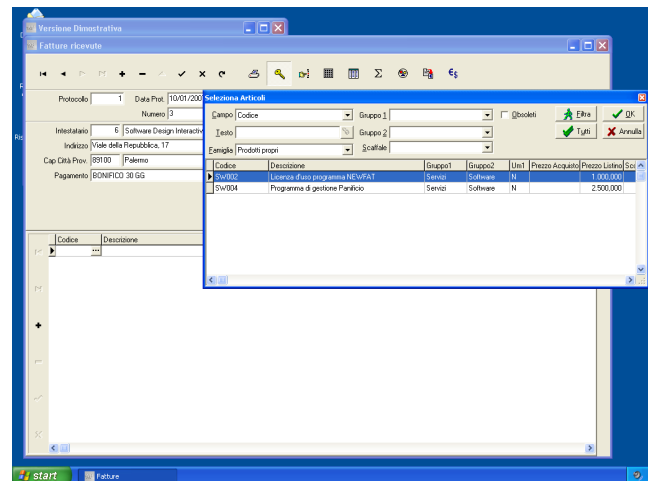 Versione Dimostrativa
Fatture ricevute
Protocollo 1 Data Prot. 10/01/200
Numero 3
Intestatario 6 Software Design Interactiv
Indirizzo Viale della Repubblica, 17
Cap Città Prov. 89100 Palermo
Pagamento BONIFICO 30 GG
Codice Descrizione
Seleziona Articoli
Campo Codice Gruppo 1 Obsoleti Filtra OK
Testo Gruppo 2 Tutti Annulla
Famiglia Prodotti propri Scaffale
Codice Descrizione Gruppo1 Gruppo2 Um1 Prezzo Acquisto Prezzo Listino Sco
SW002 Licenza d'uso programma NEWFAT Servizi Software N 1.000,000
SW004 Programma di gestione Panificio Servizi Software N 2.500,000
start Fatture